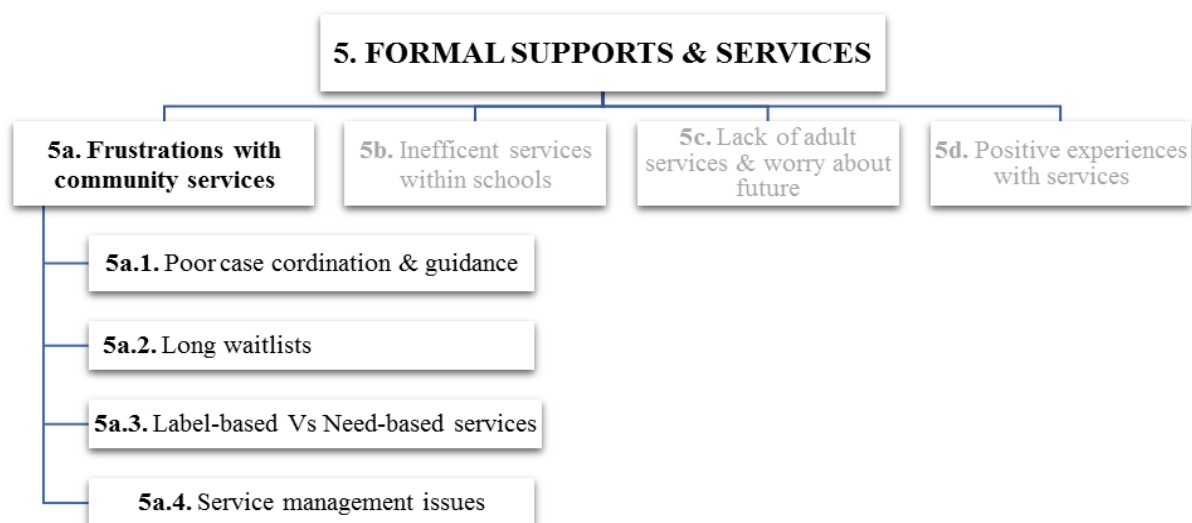 5. FORMAL SUPPORTS & SERVICES
5a. Frustrations with
community services
5b. Inefficent services
within schools
5c. Lack of adult
services & worry about
future
5d. Positive experiences
with services
5a.1. Poor case cordination & guidance
5a.2. Long waitlists
5a.3. Label-based Vs Need-based services
5a.4. Service management issues